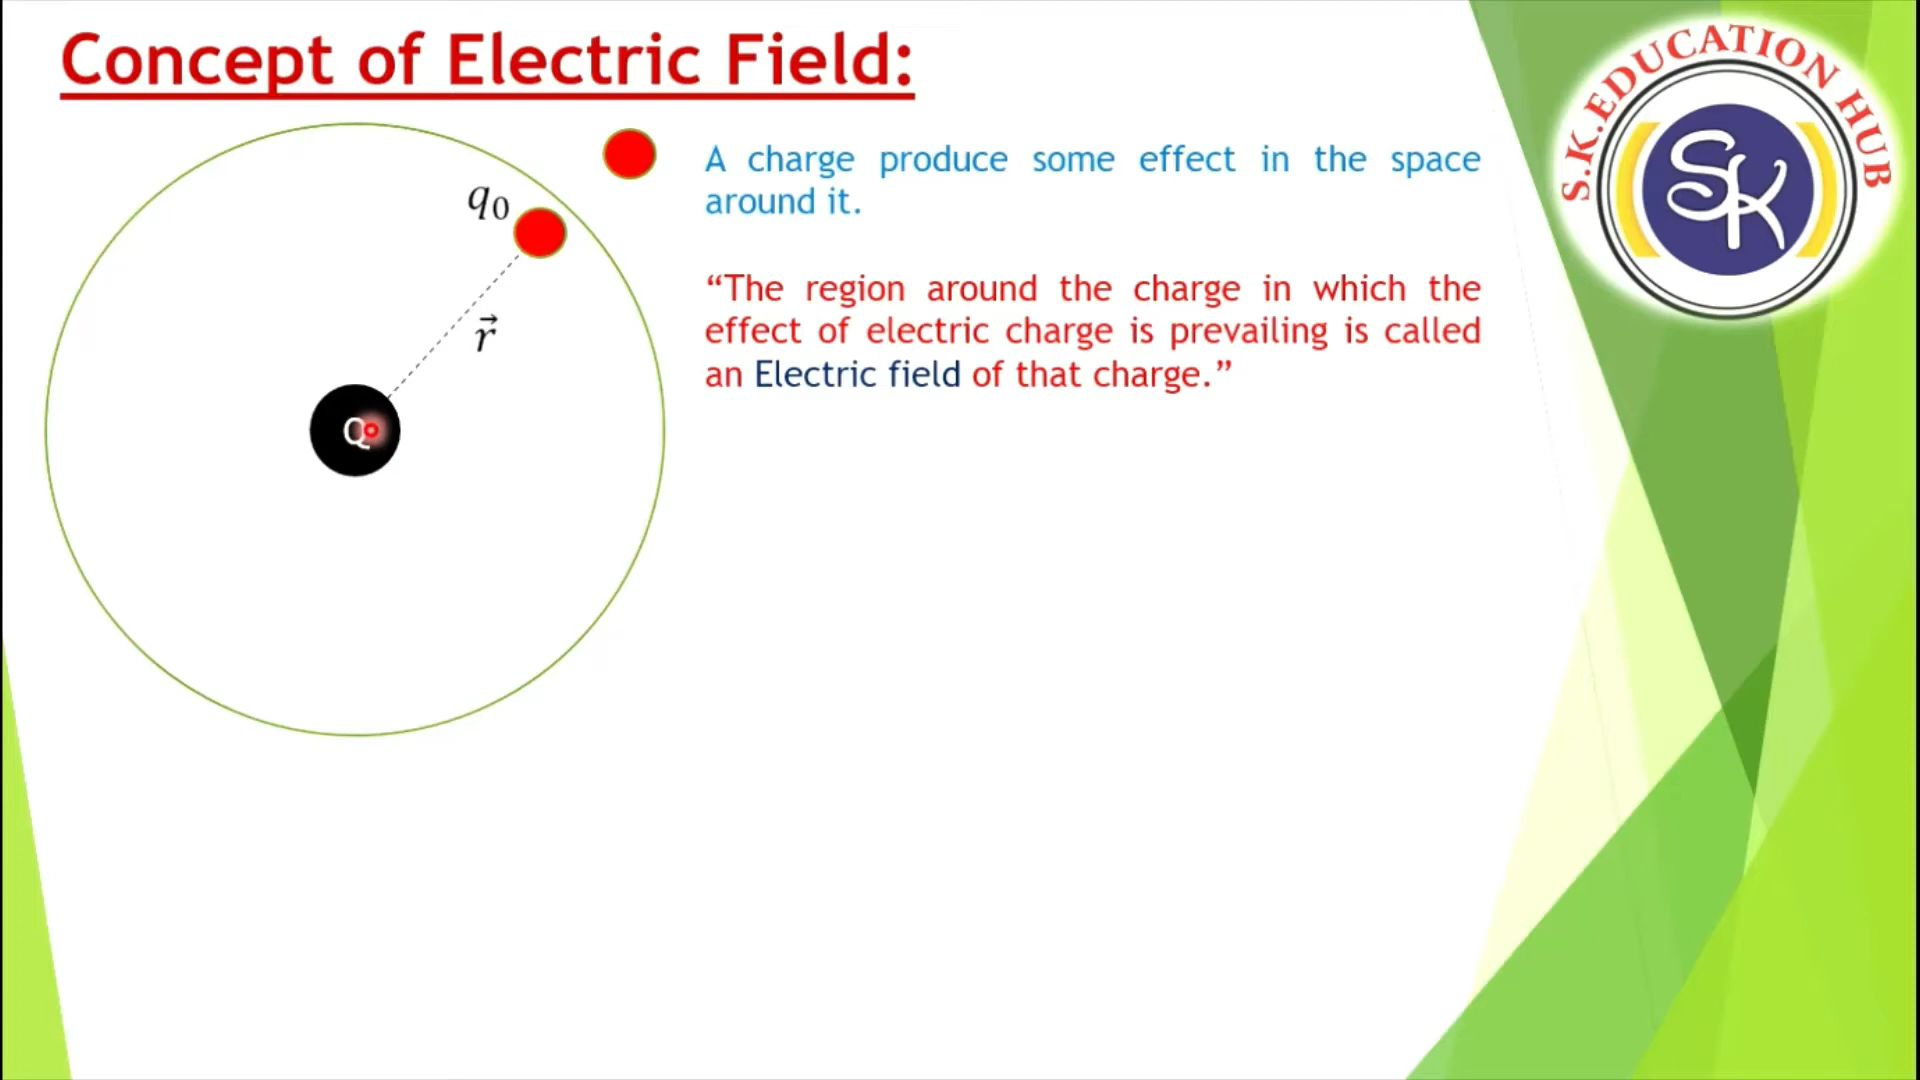 Concept of Electric Field:
S.K.EDUCATION HUB
SK
A charge produce some effect in the space
around it.
q₀
“The region around the charge in which the
effect of electric charge is prevailing is called
an Electric field of that charge.”
r⃗
Q